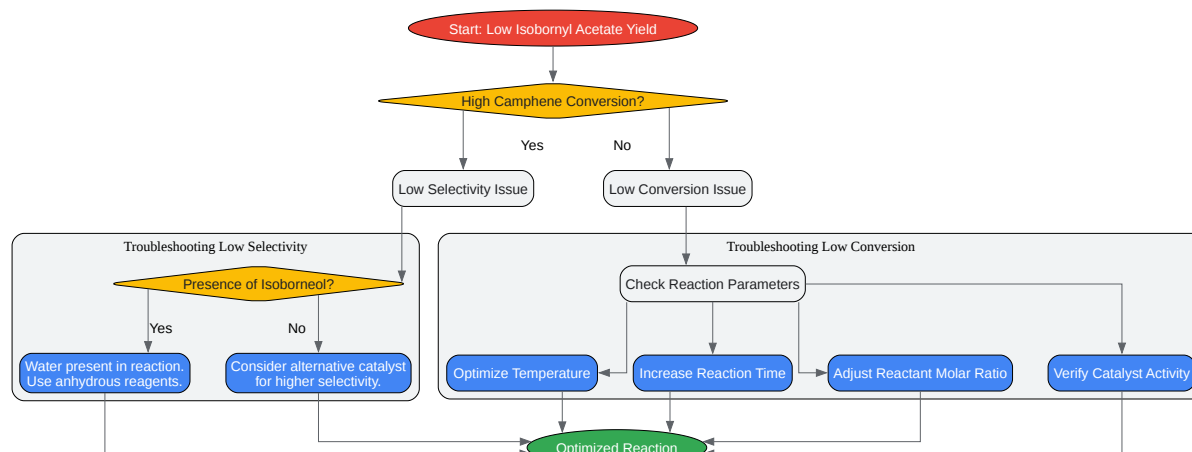 Start: Low Isobornyl Acetate Yield
High Camphene Conversion?
Yes
No
Low Selectivity Issue
Low Conversion Issue
Troubleshooting Low Selectivity
Troubleshooting Low Conversion
Presence of Isoborneol?
Check Reaction Parameters
Yes
No
Water present in reaction.
Use anhydrous reagents.
Consider alternative catalyst
for higher selectivity.
Optimize Temperature
Increase Reaction Time
Adjust Reactant Molar Ratio
Verify Catalyst Activity
Optimized Reaction